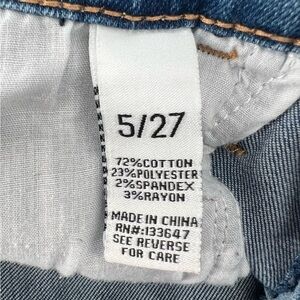 5/27
72%COTTON
23%POLYESTER
2%SPANDEX
3%RAYON
MADE IN CHINA
RN#:133647
SEE REVERSE
FOR CARE